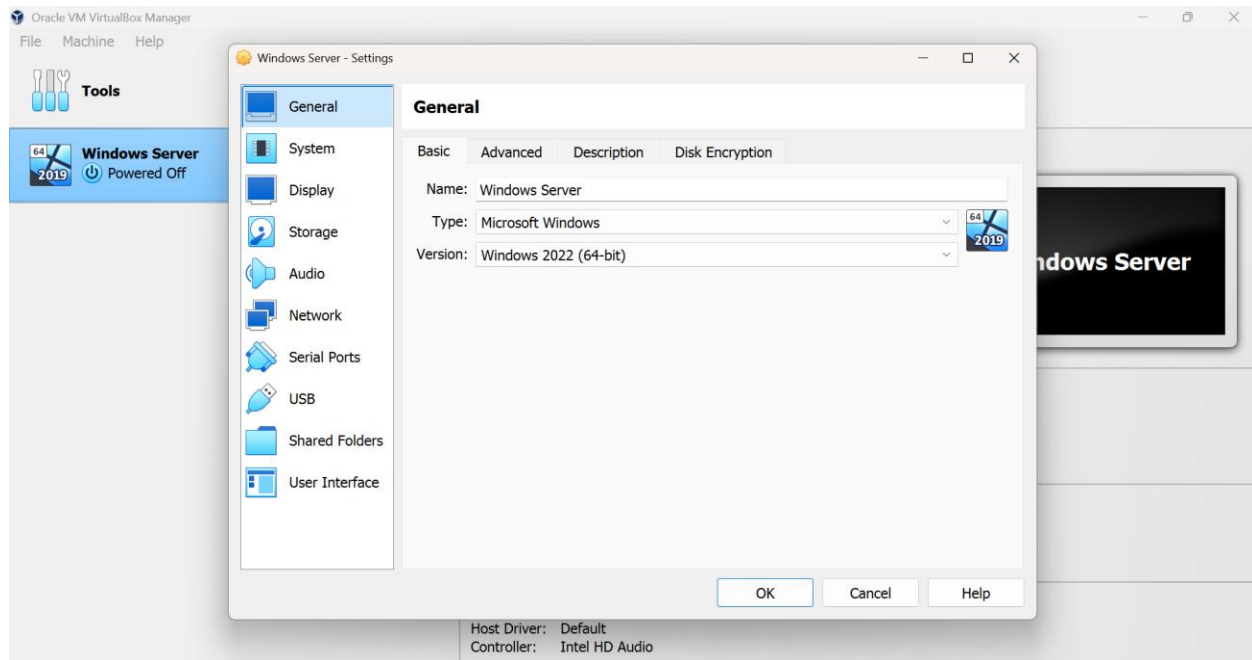 Oracle VM VirtualBox Manager
File Machine Help
Tools
64
2019
Windows Server
Powered Off
Windows Server - Settings
General
System
Display
Storage
Audio
Network
Serial Ports
USB
Shared Folders
User Interface
General
Basic Advanced Description Disk Encryption
Name: Windows Server
Type: Microsoft Windows
Version: Windows 2022 (64-bit)
64
2019
OK Cancel Help
ndows Server
Host Driver: Default
Controller: Intel HD Audio